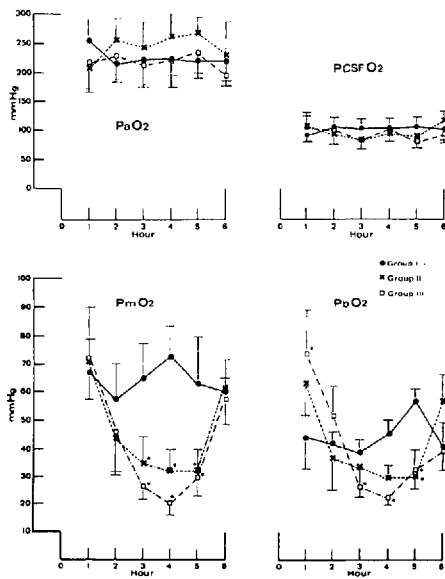 300
250
200
150
100
50
0
mmHg
PaO2
0 1 2 3 4 5 6
Hour
PCSFO2
0 1 2 3 4 5 6
Hour
Group I
Group II
Group III
100
90
80
70
60
50
40
30
20
10
mmHg
PmO2
0 1 2 3 4 5 6
Hour
PbO2
0 1 2 3 4 5 6
Hour